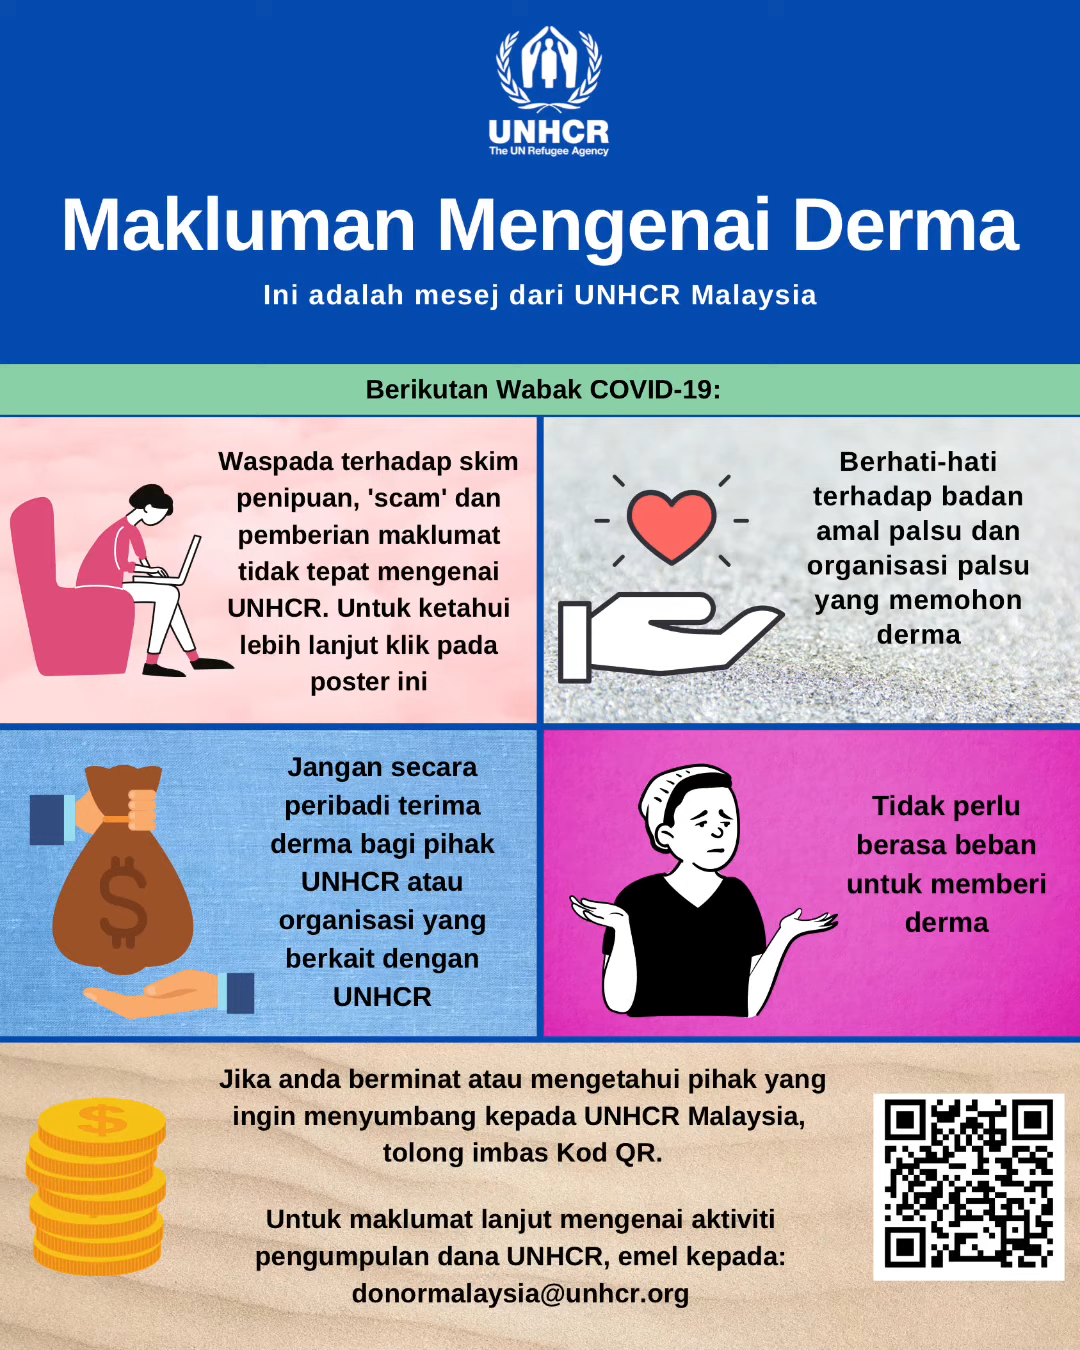 UNHCR
The UN Refugee Agency
Makluman Mengenai Derma
Ini adalah mesej dari UNHCR Malaysia
Berikutan Wabak COVID-19:
Waspada terhadap skim
penipuan, 'scam' dan
pemberian maklumat
tidak tepat mengenai
UNHCR. Untuk ketahui
lebih lanjut klik pada
poster ini
Berhati-hati
terhadap badan
amal palsu dan
organisasi palsu
yang memohon
derma
Jangan secara
peribadi terima
derma bagi pihak
UNHCR atau
organisasi yang
berkait dengan
UNHCR
Tidak perlu
berasa beban
untuk memberi
derma
Jika anda berminat atau mengetahui pihak yang
ingin menyumbang kepada UNHCR Malaysia,
tolong imbas Kod QR.
Untuk maklumat lanjut mengenai aktiviti
pengumpulan dana UNHCR, emel kepada:
donormalaysia@unhcr.org